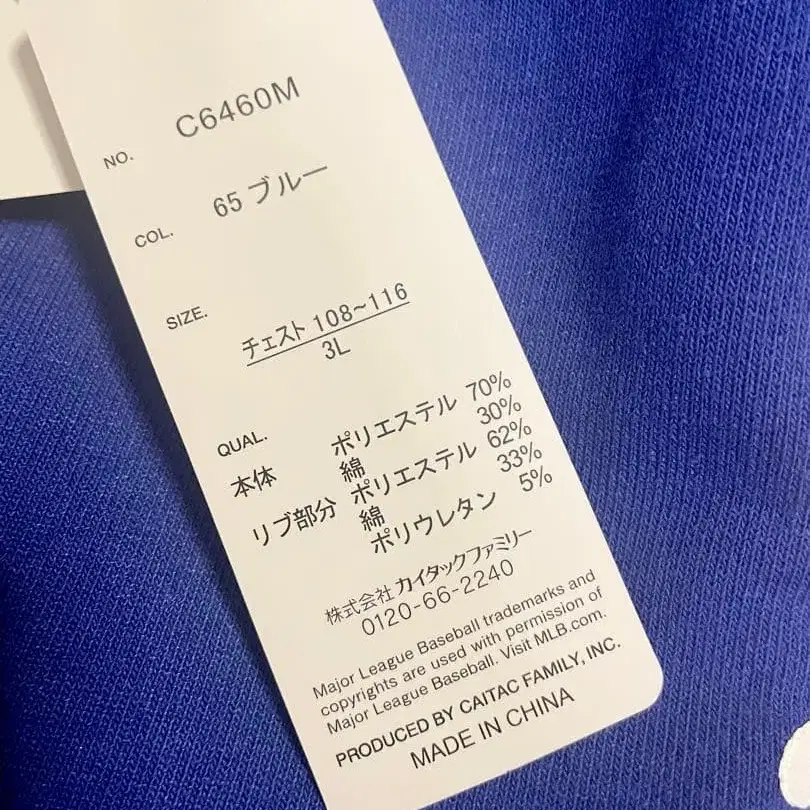 NO. C6460M
COL. 65 ブルー
SIZE. チェスト 108~116
3L
QUAL.
本体 ポリエステル 70%
綿 30%
リブ部分 ポリエステル 62%
綿 33%
ポリウレタン 5%
株式会社 カイタックファミリー
0120-66-2240
Major League Baseball trademarks and
copyrights are used with permission of
Major League Baseball. Visit MLB.com.
PRODUCED BY CAITAC FAMILY, INC.
MADE IN CHINA